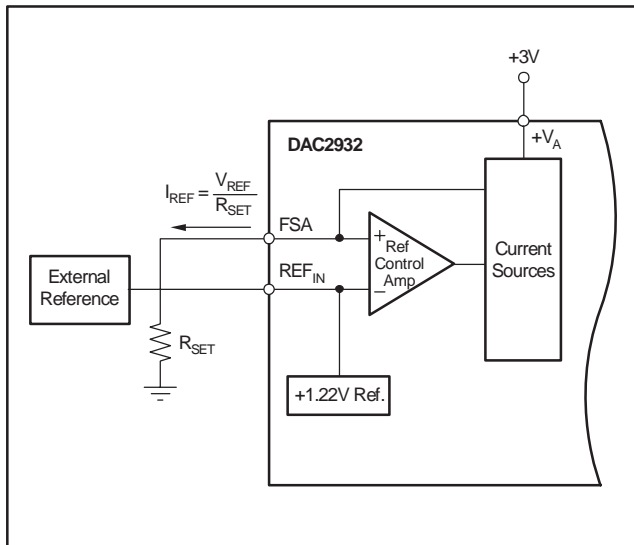 +3V
+V_A
DAC2932
I_REF = V_REF / R_SET
FSA
+
Ref
Control
Amp
−
Current
Sources
External
Reference
REF_IN
R_SET
+1.22V Ref.